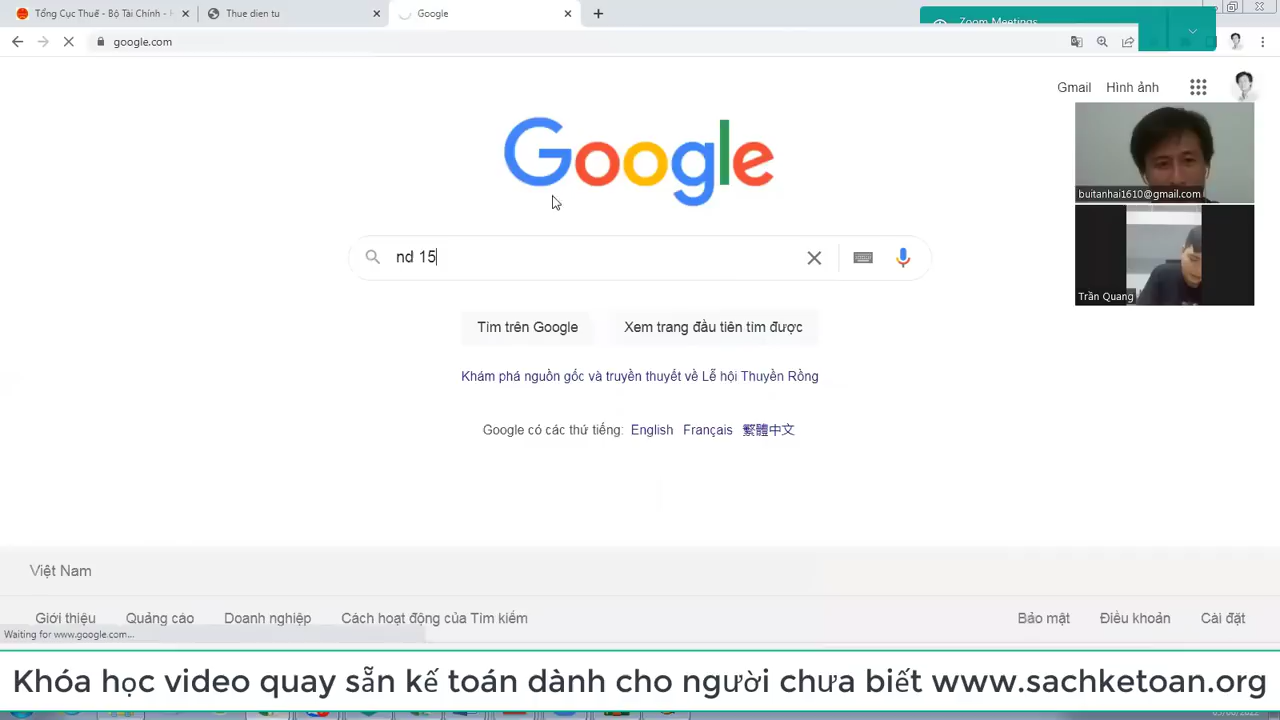 Tổng Cục Thuế - Bộ Tài Chính -
Thue dien tu
Google
Zoom Meetings
google.com
Gmail
Hình ảnh
Google
buitanhai1610@gmail.com
nd 15
Trần Quang
Tìm trên Google
Xem trang đầu tiên tìm được
Khám phá nguồn gốc và truyền thuyết về Lễ hội Thuyền Rồng
Google có các thứ tiếng: English Français 繁體中文
Việt Nam
Giới thiệu Quảng cáo Doanh nghiệp Cách hoạt động của Tìm kiếm Bảo mật Điều khoản Cài đặt
Waiting for www.google.com...
Khóa học video quay sẵn kế toán dành cho người chưa biết www.sachketoan.org